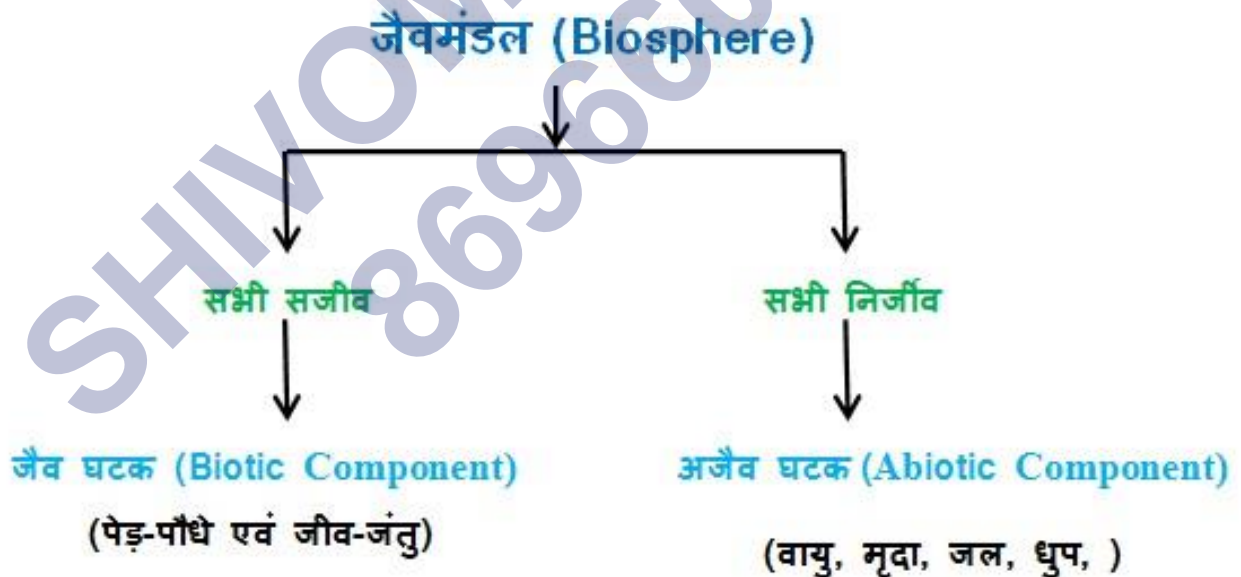 जैवमंडल (Biosphere)
सभी सजीव
सभी निर्जीव
जैव घटक (Biotic Component)
अजैव घटक (Abiotic Component)
(पेड़-पौधे एवं जीव-जंतु)
(वायु, मृदा, जल, धुप, )